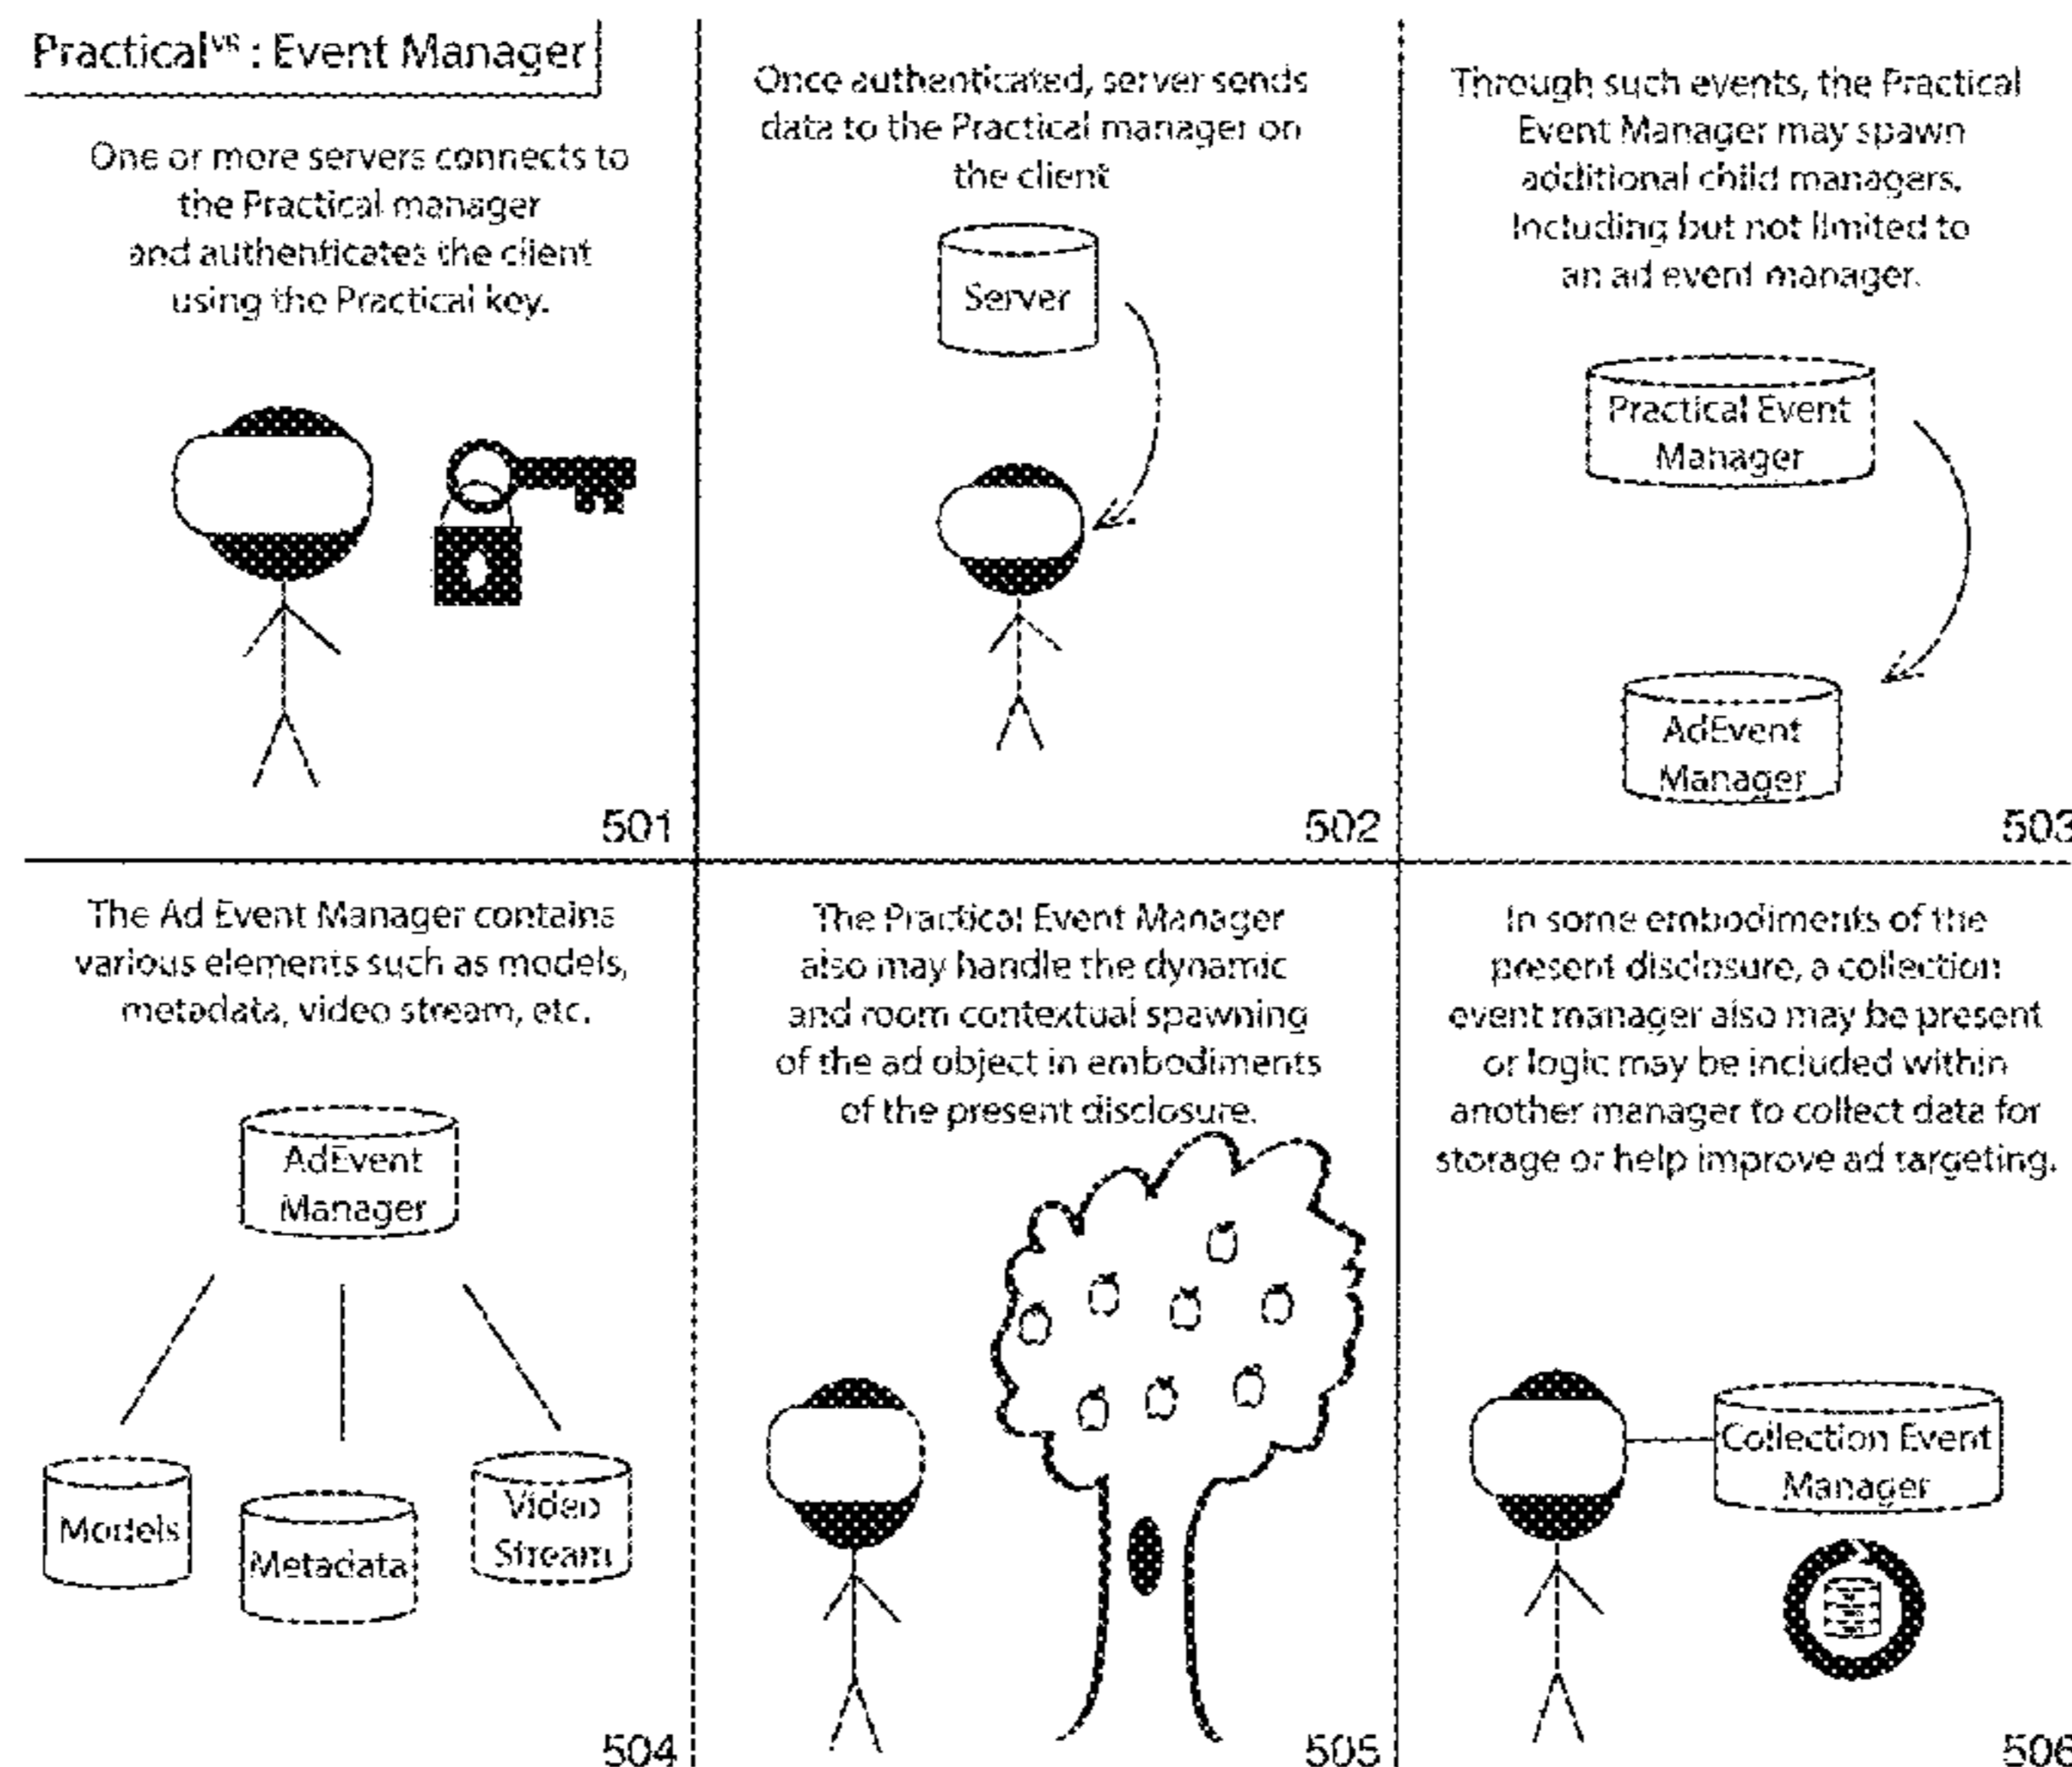 Practicalᵛᴿ : Event Manager
One or more servers connects to
the Practical manager
and authenticates the client
using the Practical key.
501
Once authenticated, server sends
data to the Practical manager on
the client
Server
502
Through such events, the Practical
Event Manager may spawn
additional child managers.
Including but not limited to
an ad event manager.
Practical Event
Manager
AdEvent
Manager
503
The Ad Event Manager contains
various elements such as models,
metadata, video stream, etc.
AdEvent
Manager
Models
Metadata
Video
Stream
504
The Practical Event Manager
also may handle the dynamic
and room contextual spawning
of the ad object in embodiments
of the present disclosure.
505
In some embodiments of the
present disclosure, a collection
event manager also may be present
or logic may be included within
another manager to collect data for
storage or help improve ad targeting.
Collection Event
Manager
506